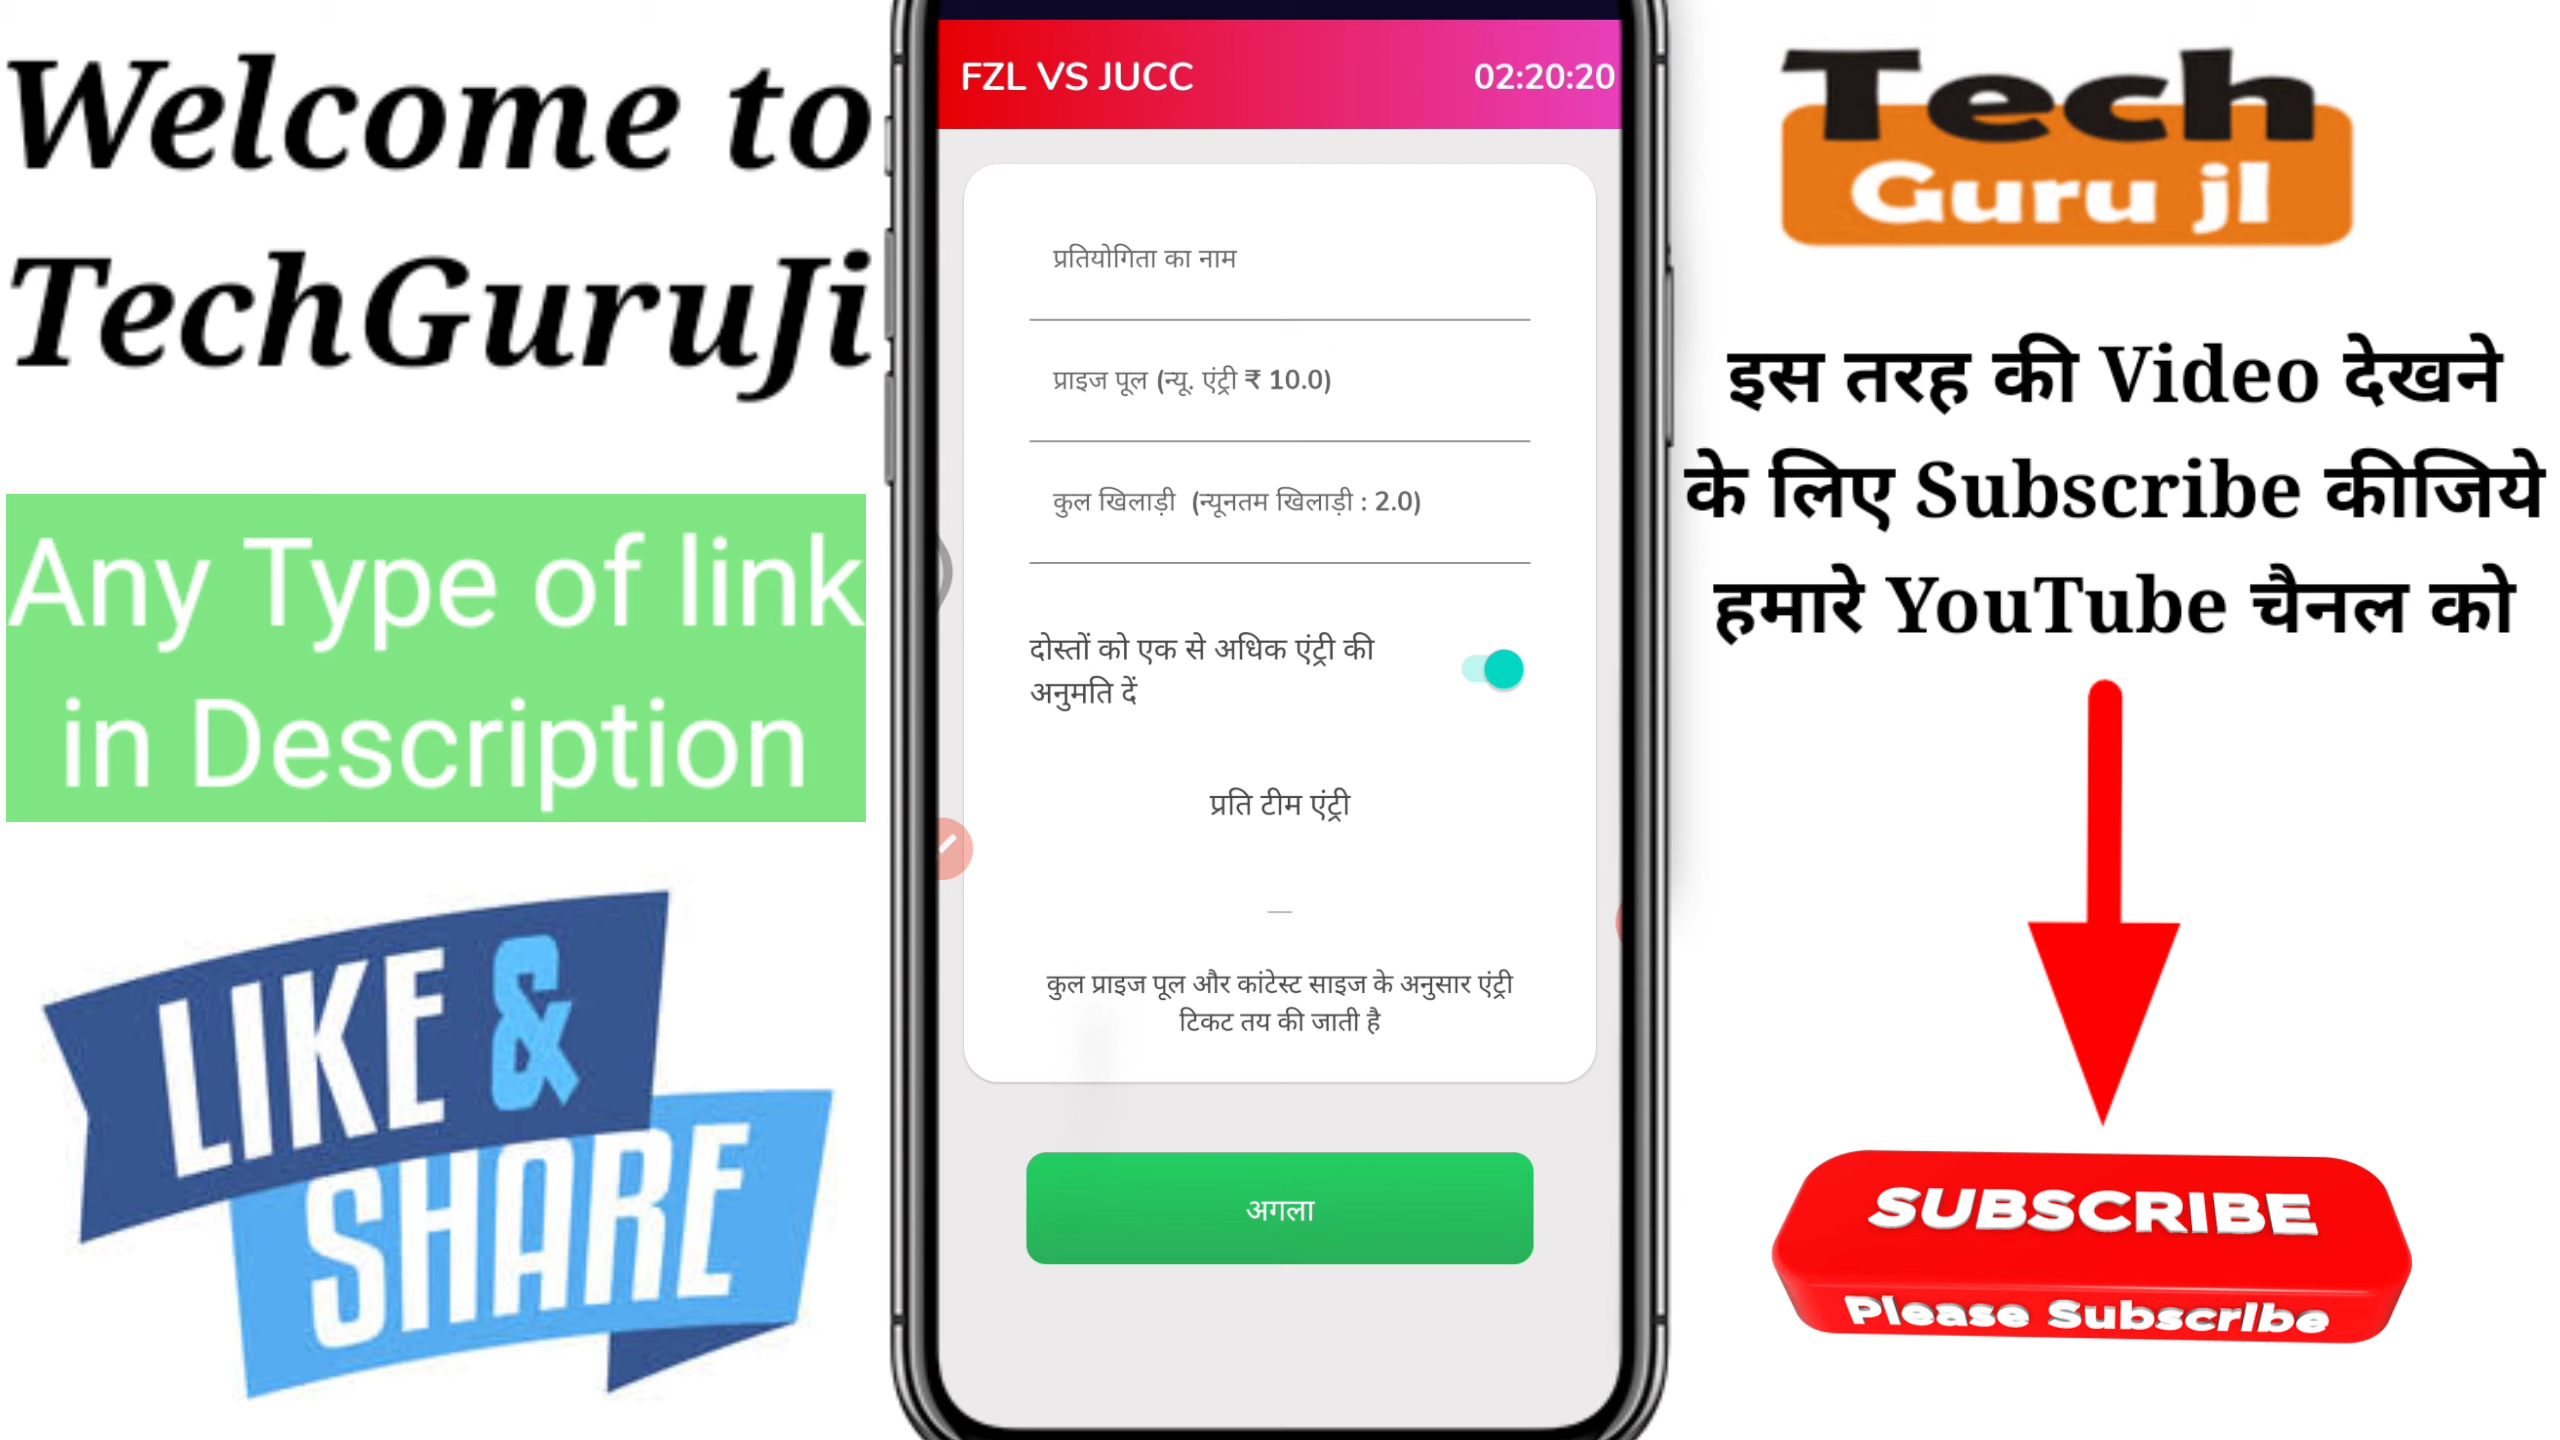 Welcome to
TechGuruJi
Any Type of link
in Description
LIKE &
SHARE
FZL VS JUCC
02:20:20
प्रतियोगिता का नाम
प्राइज पूल (न्यू. एंट्री ₹ 10.0)
कुल खिलाड़ी (न्यूनतम खिलाड़ी : 2.0)
दोस्तों को एक से अधिक एंट्री की
अनुमति दें
प्रति टीम एंट्री
कुल प्राइज पूल और कांटेस्ट साइज के अनुसार एंट्री
टिकट तय की जाती है
अगला
Tech
Guru jI
इस तरह की Video देखने
के लिए Subscribe कीजिये
हमारे YouTube चैनल को
SUBSCRIBE
Please Subscribe